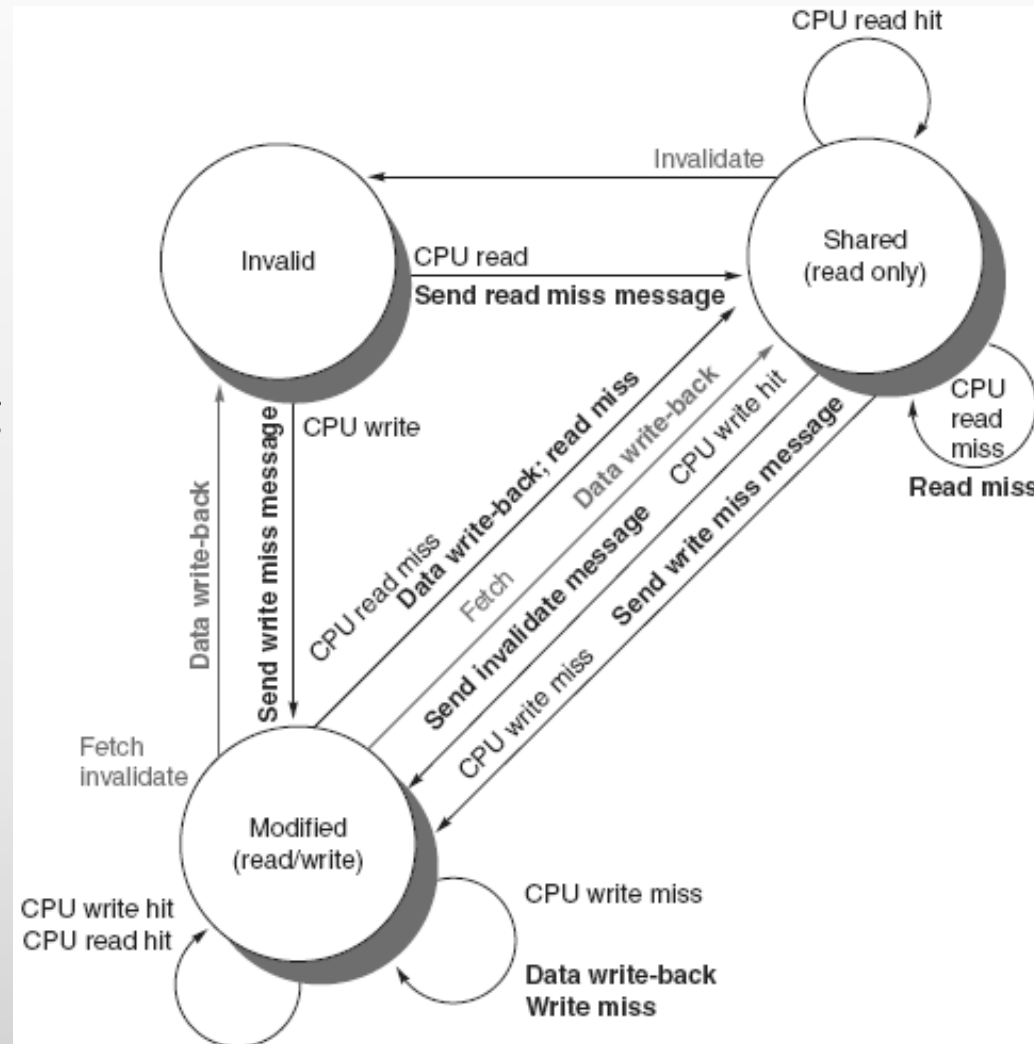 CPU read hit
Invalidate
Invalid
Shared
(read only)
CPU read
Send read miss message
CPU
read
miss
Read miss
CPU write
Send write miss message
Data write-back
CPU read miss
Data write-back; read miss
Fetch
Data write-back
Send invalidate message
CPU write hit
CPU write miss
Send write miss message
Fetch
invalidate
Modified
(read/write)
CPU write hit
CPU read hit
CPU write miss
Data write-back
Write miss